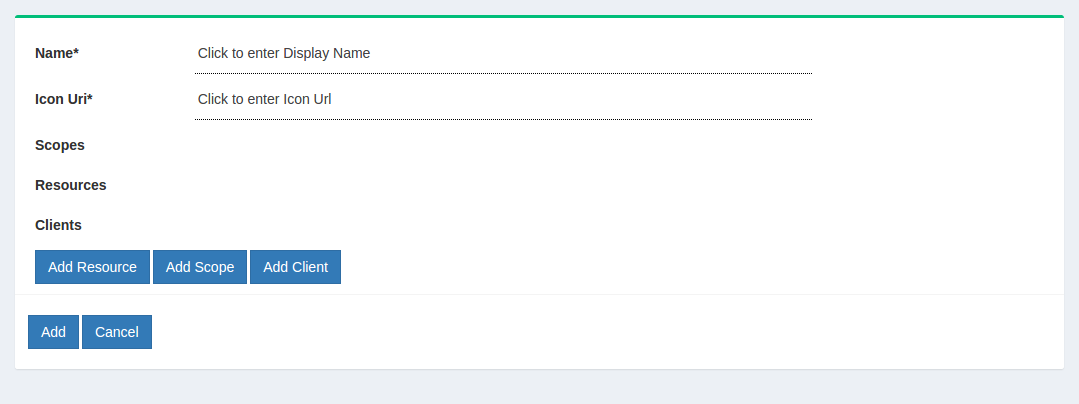 Name* Click to enter Display Name
Icon Uri* Click to enter Icon Url
Scopes
Resources
Clients
Add Resource Add Scope Add Client
Add Cancel